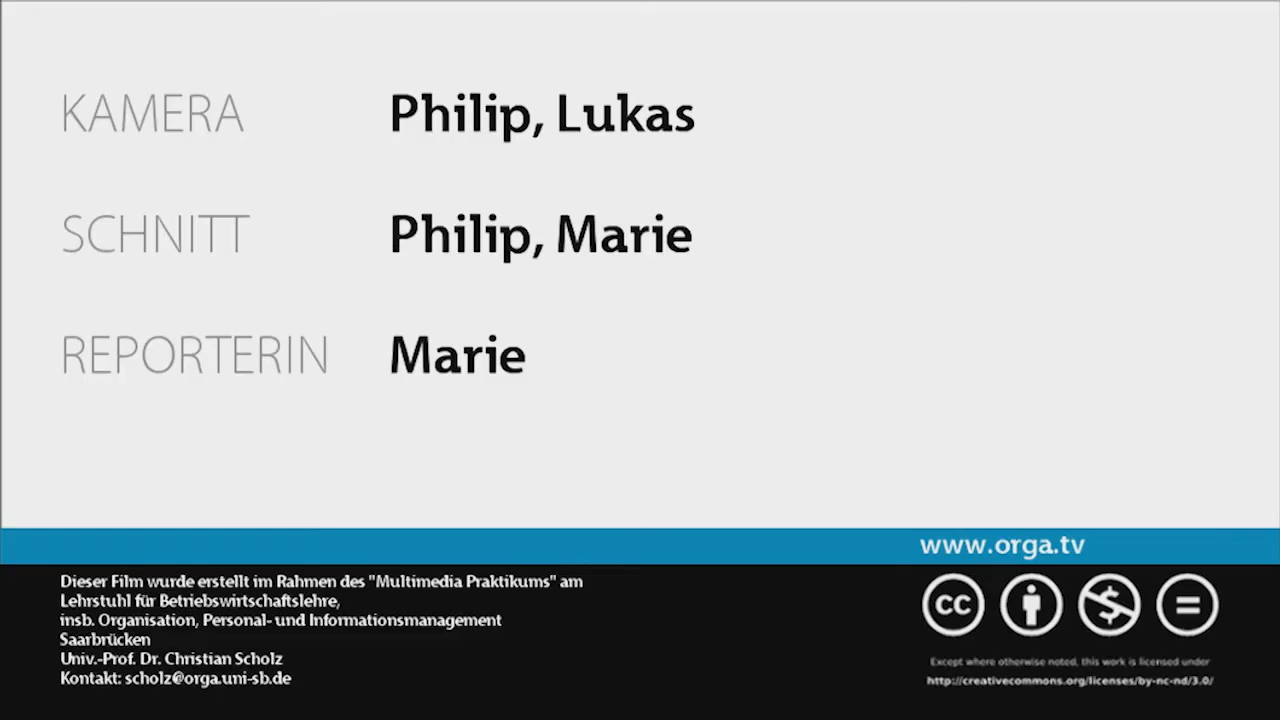 KAMERA Philip, Lukas
SCHNITT Philip, Marie
REPORTERIN Marie
www.orga.tv
Dieser Film wurde erstellt im Rahmen des "Multimedia Praktikums" am
Lehrstuhl für Betriebswirtschaftslehre,
insb. Organisation, Personal- und Informationsmanagement
Saarbrücken
Univ.-Prof. Dr. Christian Scholz
Kontakt: scholz@orga.uni-sb.de
cc
Except where otherwise noted, this work is licensed under
http://creativecommons.org/licenses/by-nc-nd/3.0/